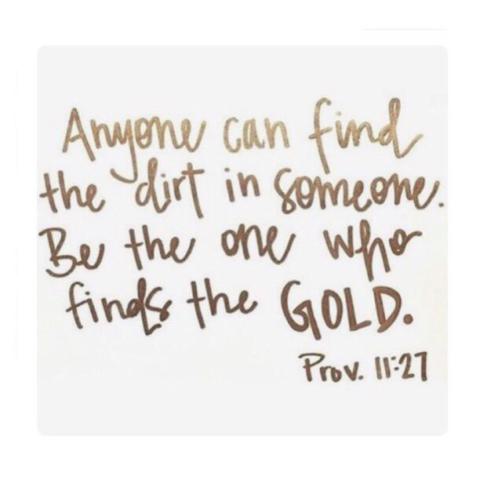 Anyone can find
the dirt in someone.
Be the one who
finds the GOLD.
Prov. 11:27